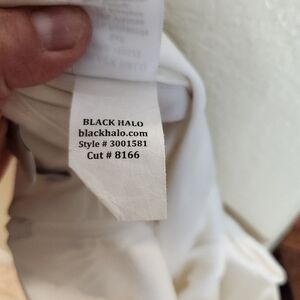 BLACK HALO
blackhalo.com
Style # 3001581
Cut # 8166